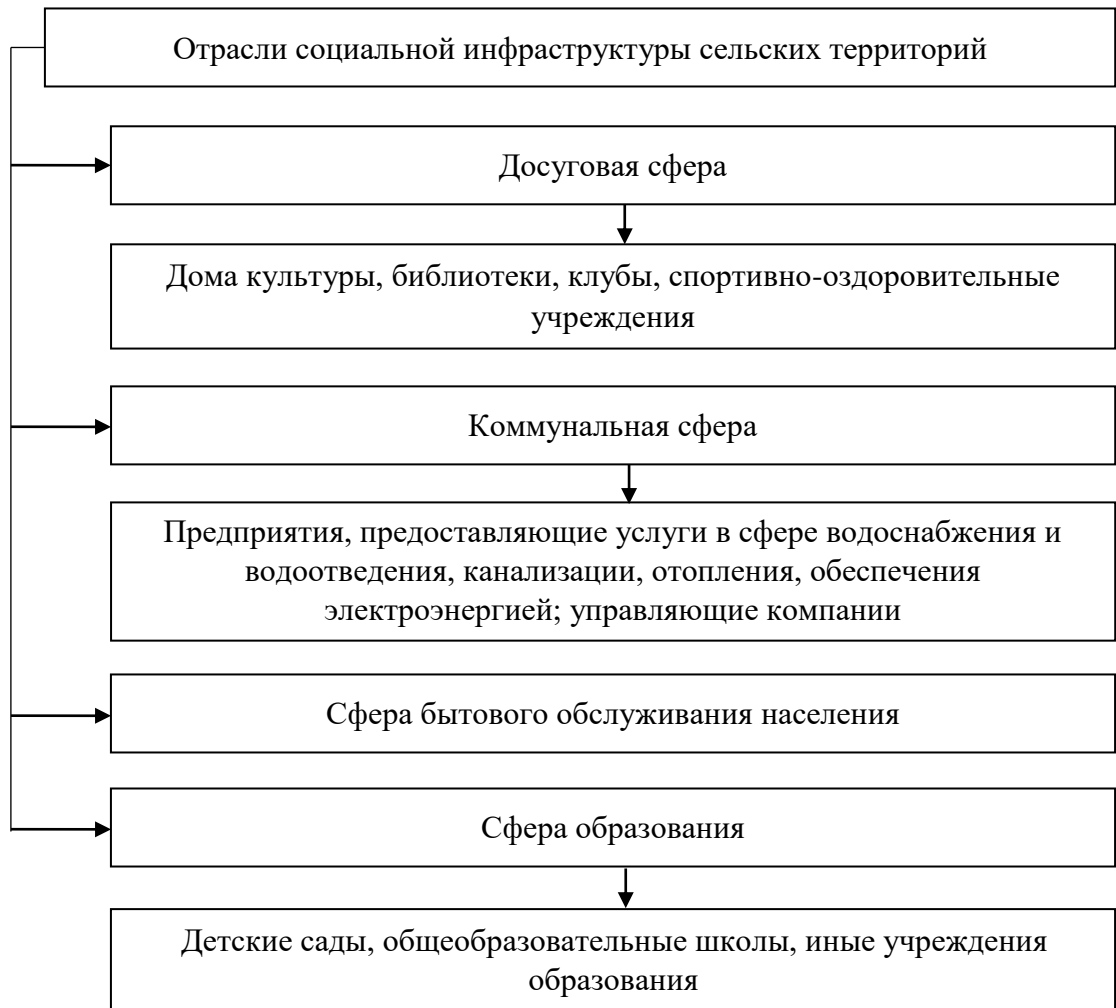 Отрасли социальной инфраструктуры сельских территорий
Досуговая сфера
Дома культуры, библиотеки, клубы, спортивно-оздоровительные
учреждения
Коммунальная сфера
Предприятия, предоставляющие услуги в сфере водоснабжения и
водоотведения, канализации, отопления, обеспечения
электроэнергией; управляющие компании
Сфера бытового обслуживания населения
Сфера образования
Детские сады, общеобразовательные школы, иные учреждения
образования